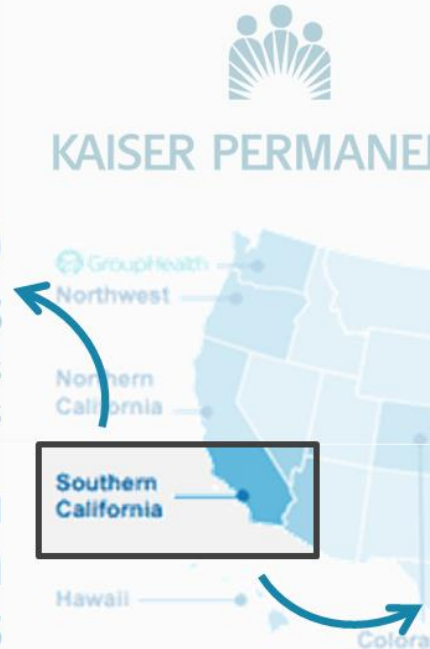 KAISER PERMANE
GroupHealth
Northwest
Northern
California
Southern
California
Hawaii
Colora